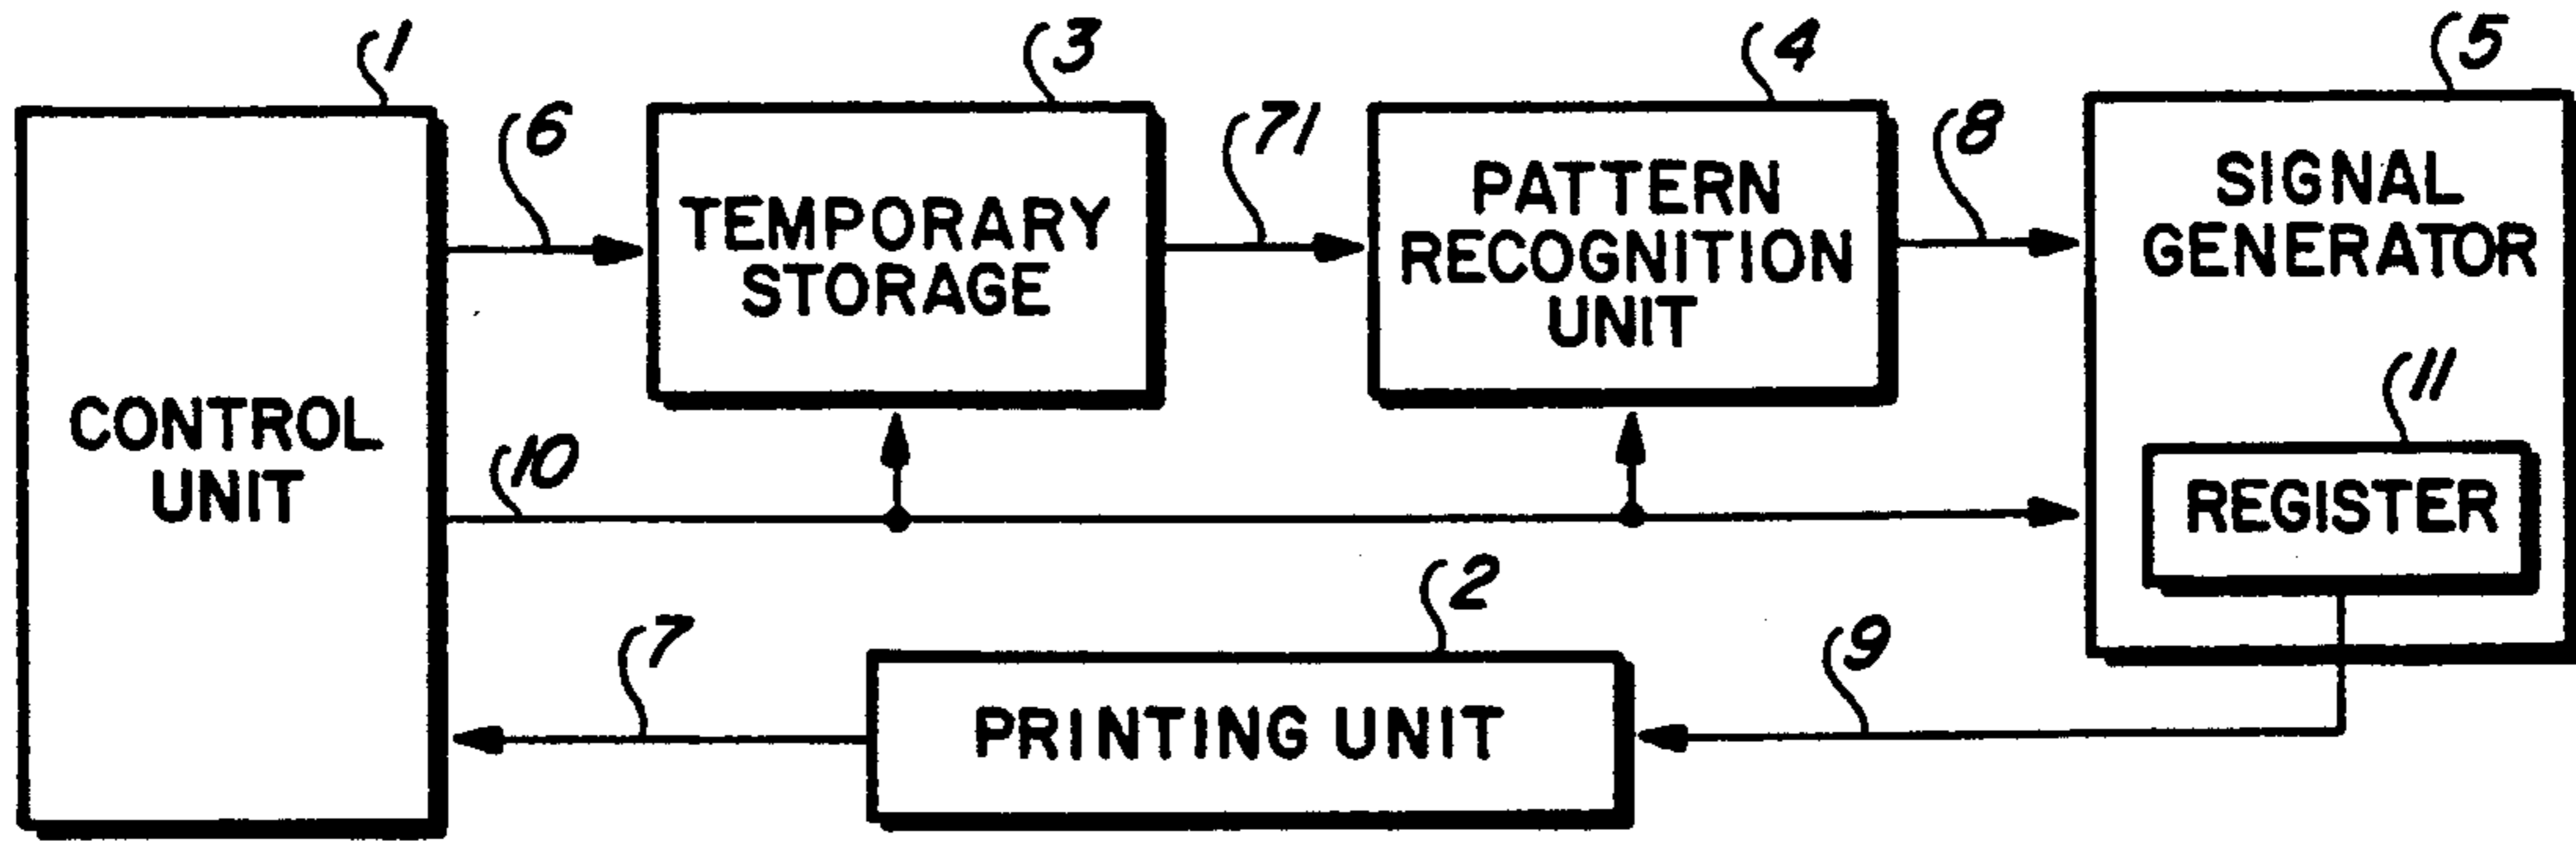 1
3
4
5
6
71
8
TEMPORARY
STORAGE
PATTERN
RECOGNITION
UNIT
SIGNAL
GENERATOR
CONTROL
UNIT
10
11
REGISTER
2
7
9
PRINTING UNIT